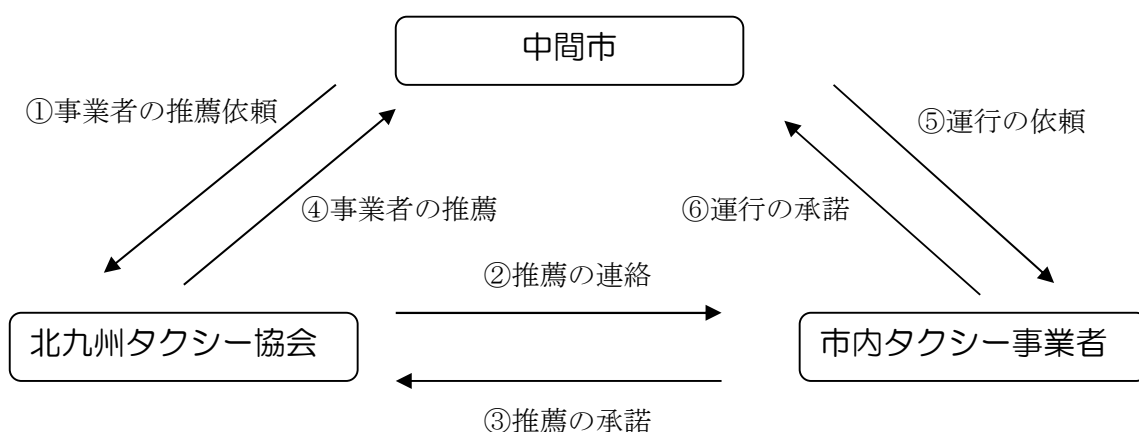 中間市
①事業者の推薦依頼
⑤運行の依頼
④事業者の推薦
⑥運行の承諾
②推薦の連絡
北九州タクシー協会
市内タクシー事業者
③推薦の承諾